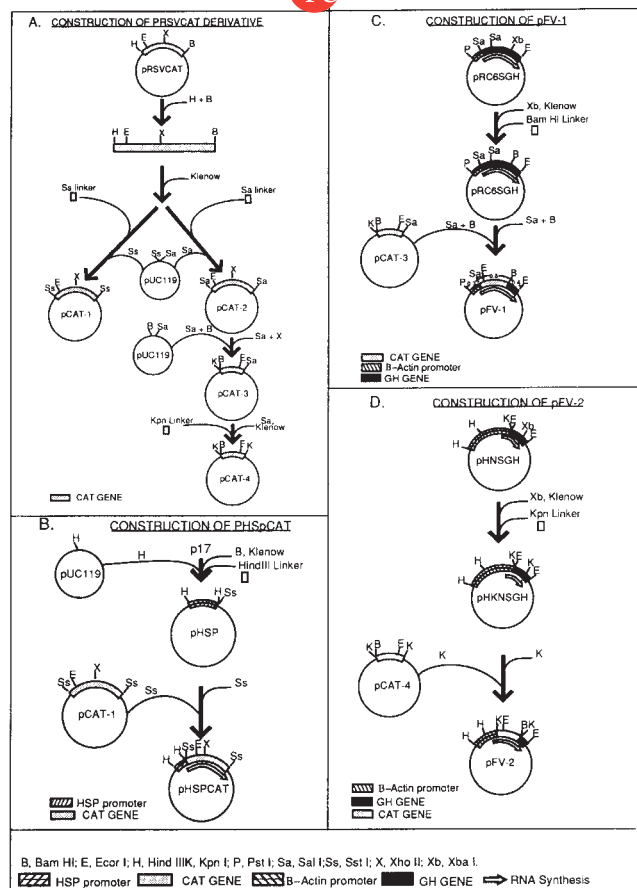 A. CONSTRUCTION OF PRSVCAT DERIVATIVE
H E X B
pRSVCAT
H + B
H E X B
Klenow
Sa linker
Sa linker
Ss
Ss Sa
Sa
pUC119
Ss E X Ss
pCAT-1
Sa E X Sa
pCAT-2
B Sa
pUC119
Sa + B
Sa + X
K B E Sa
pCAT-3
Kpn Linker
Sa,
Klenow
K B E K
pCAT-4
CAT GENE
B. CONSTRUCTION OF PHSpCAT
H
pUC119
H
p17
B, Klenow
HindIII Linker
H H Ss
pHSP
Ss E X Ss
pCAT-1
Ss
Ss
H H Ss E X Ss
pHSPCAT
HSP promoter
CAT GENE
C. CONSTRUCTION OF pFV-1
P Sa Sa Xb E
pRC6SGH
Xb, Klenow
Bam HI Linker
P Sa Sa B E
pRC6SGH
K B E Sa
pCAT-3
Sa + B
Sa + B
P Sa E B E
pFV-1
CAT GENE
B-Actin promoter
GH GENE
D. CONSTRUCTION OF pFV-2
H H K E Xb E
pHNSGH
Xb, Klenow
Kpn Linker
H H K E K E
pHKNSGH
K B E K
pCAT-4
K
K
H H K E B K E
pFV-2
B-Actin promoter
GH GENE
CAT GENE
B, Bam HI; E, Ecor I; H, Hind IIIK, Kpn I; P, Pst I; Sa, Sal I;Ss, Sst I; X, Xho II; Xb, Xba I.
HSP promoter CAT GENE B-Actin promoter GH GENE RNA Synthesis